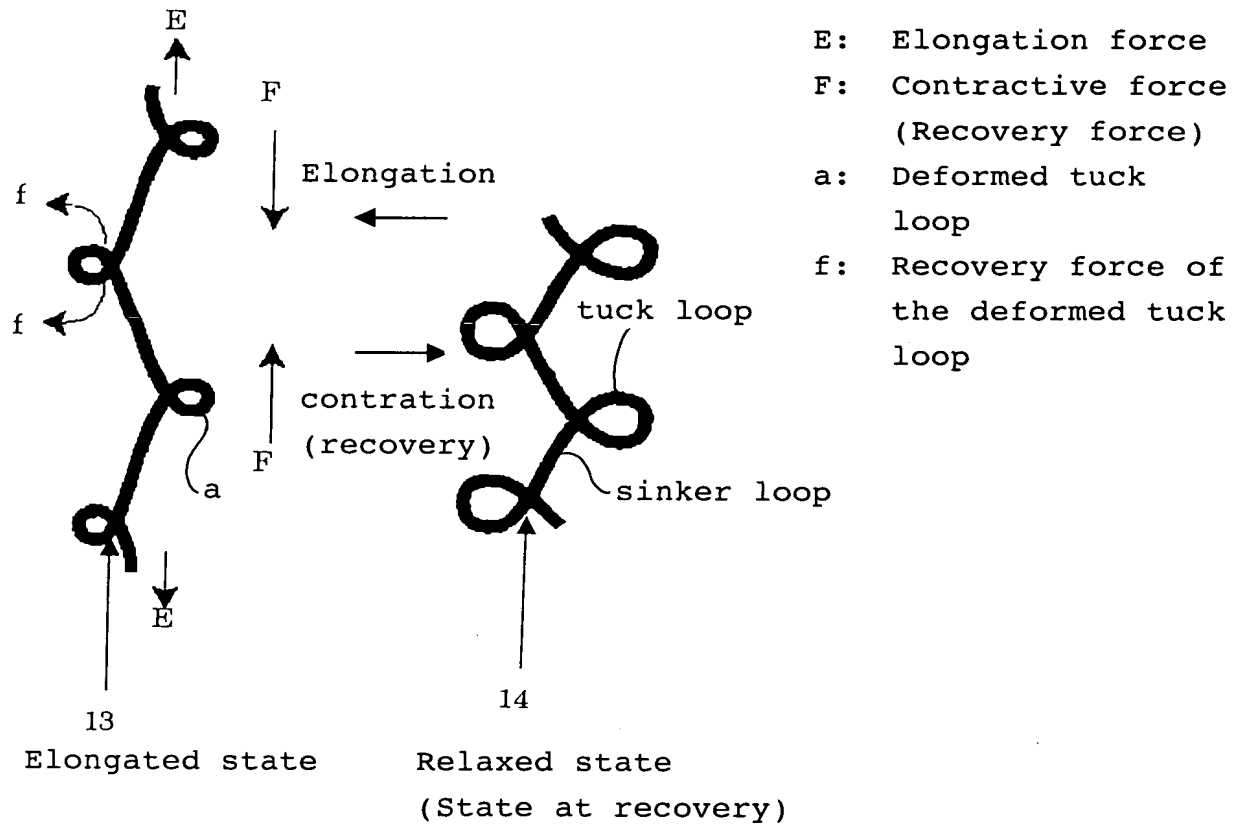 E
F
Elongation
f
f
contration
(recovery)
F
a
E
13
Elongated state
tuck loop
sinker loop
14
Relaxed state
(State at recovery)
E: Elongation force
F: Contractive force
(Recovery force)
a: Deformed tuck
loop
f: Recovery force of
the deformed tuck
loop